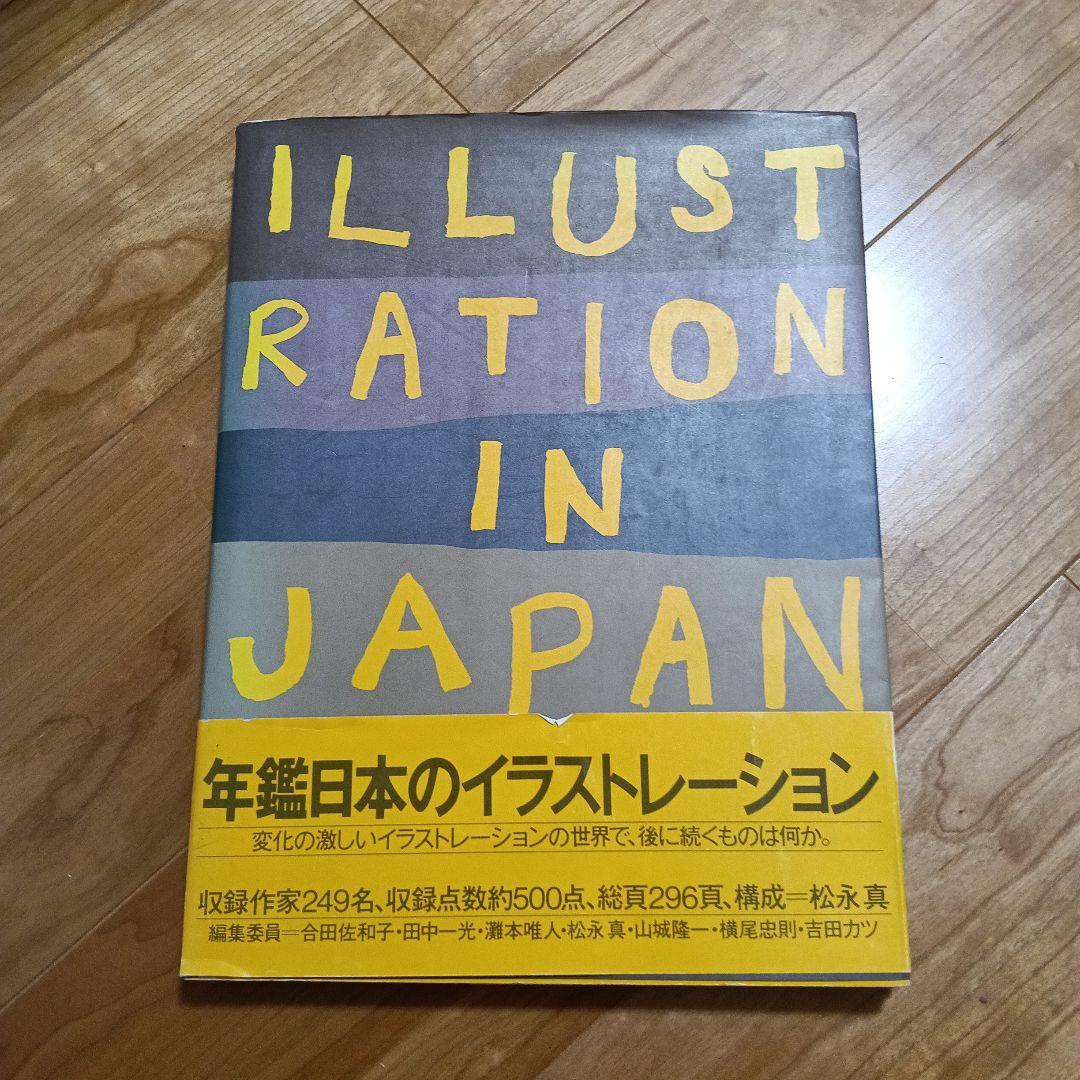 ILLUST
RATION
IN
JAPAN
年鑑日本のイラストレーション
変化の激しいイラストレーションの世界で、後に続くものは何か。
収録作家249名、収録点数約500点、総頁296頁、構成＝松永真
編集委員＝合田佐和子・田中一光・灘本唯人・松永真・山城隆一・横尾忠則・吉田カツ